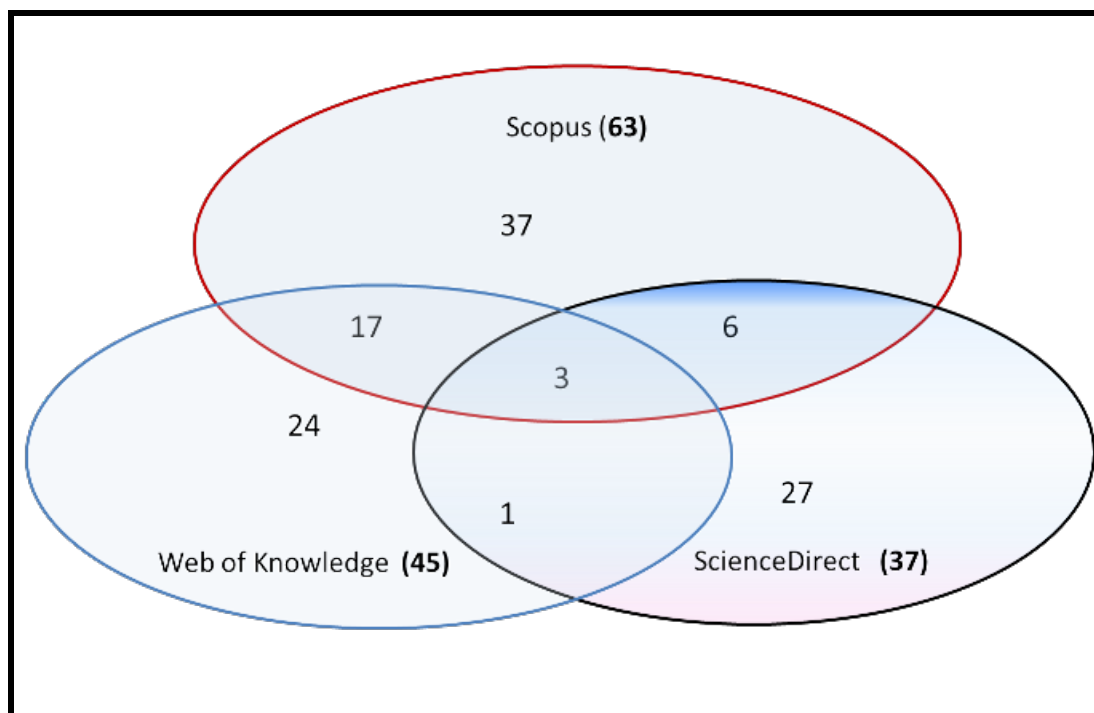 Scopus (63)
37
17
6
3
24
27
1
Web of Knowledge (45)
ScienceDirect (37)